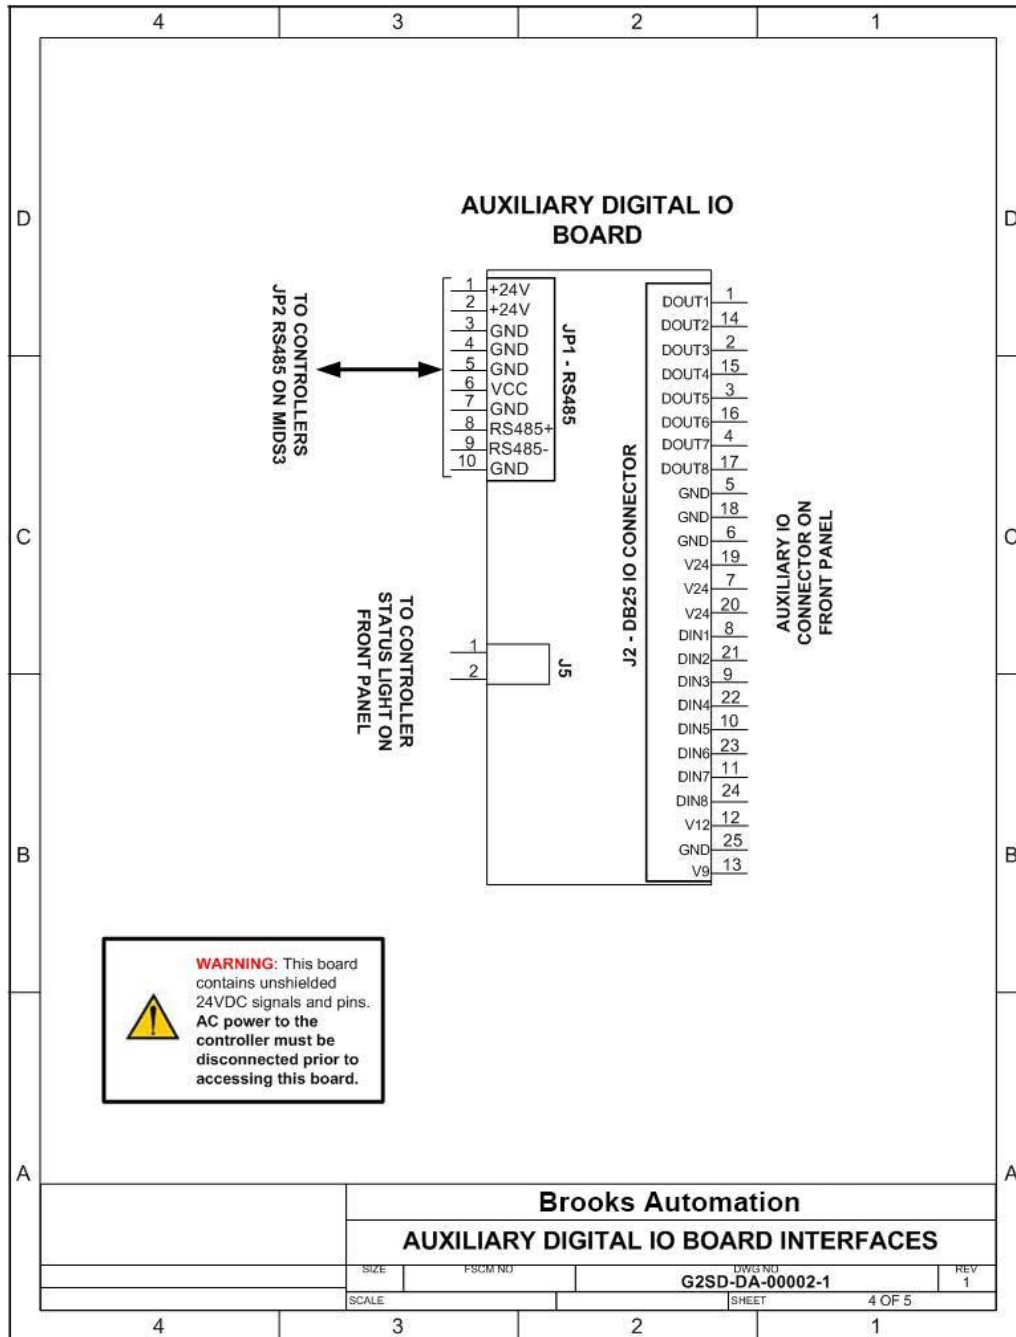 4 3 2 1
D D
C C
B B
A A
AUXILIARY DIGITAL IO
BOARD
TO CONTROLLERS
JP2 RS485 ON MIDS3
1 +24V
2 +24V
3 GND
4 GND
5 GND
6 VCC
7 GND
8 RS485+
9 RS485-
10 GND
JP1 - RS485
TO CONTROLLER
STATUS LIGHT ON
FRONT PANEL
1
2
J5
J2 - DB25 IO CONNECTOR
DOUT1 1
DOUT2 14
DOUT3 2
DOUT4 15
DOUT5 3
DOUT6 16
DOUT7 4
DOUT8 17
GND 5
GND 18
GND 6
V24 19
V24 7
V24 20
DIN1 8
DIN2 21
DIN3 9
DIN4 22
DIN5 10
DIN6 23
DIN7 11
DIN8 24
V12 12
GND 25
V9 13
AUXILIARY IO
CONNECTOR ON
FRONT PANEL
WARNING: This board
contains unshielded
24VDC signals and pins.
AC power to the
controller must be
disconnected prior to
accessing this board.
Brooks Automation
AUXILIARY DIGITAL IO BOARD INTERFACES
SIZE FSCM NO DWG NO REV
G2SD-DA-00002-1 1
SCALE SHEET 4 OF 5
4 3 2 1